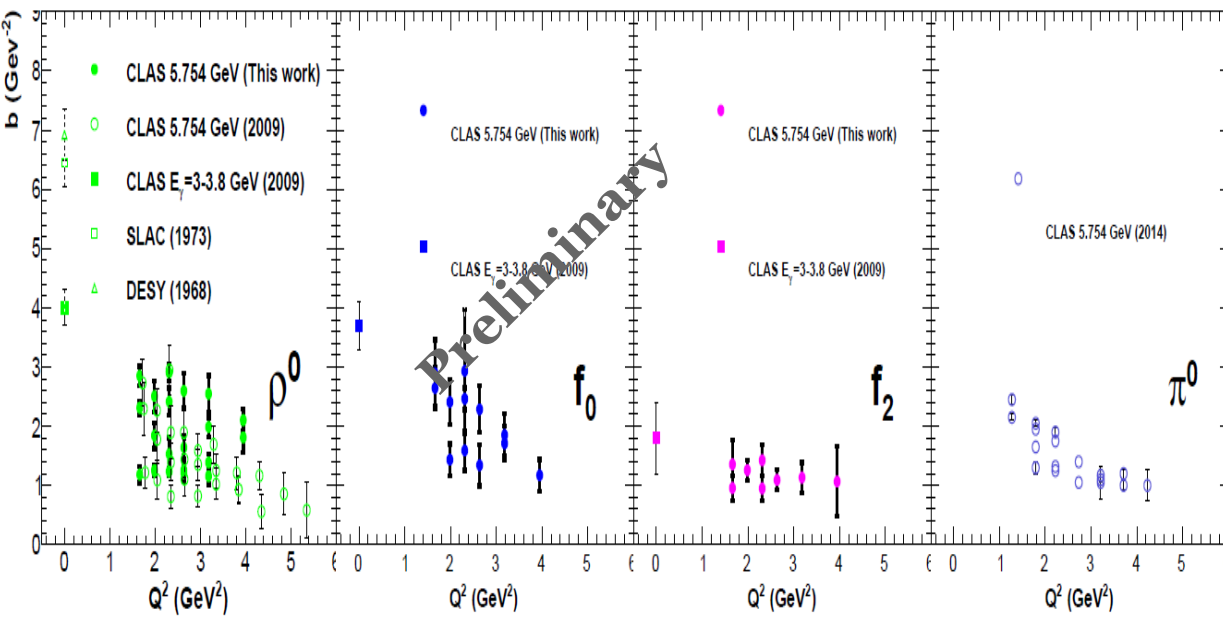 b (Gev⁻²)
9
8
7
6
5
4
3
2
1
0
CLAS 5.754 GeV (This work)
CLAS 5.754 GeV (2009)
CLAS Eγ=3-3.8 GeV (2009)
SLAC (1973)
DESY (1968)
ρ⁰
0 1 2 3 4 5 6
Q² (GeV²)
CLAS 5.754 GeV (This work)
CLAS Eγ=3-3.8 GeV (2009)
f₀
0 1 2 3 4 5 6
Q² (GeV²)
Preliminary
CLAS 5.754 GeV (This work)
CLAS Eγ=3-3.8 GeV (2009)
f₂
0 1 2 3 4 5 6
Q² (GeV²)
CLAS 5.754 GeV (2014)
π⁰
0 1 2 3 4 5
Q² (GeV²)